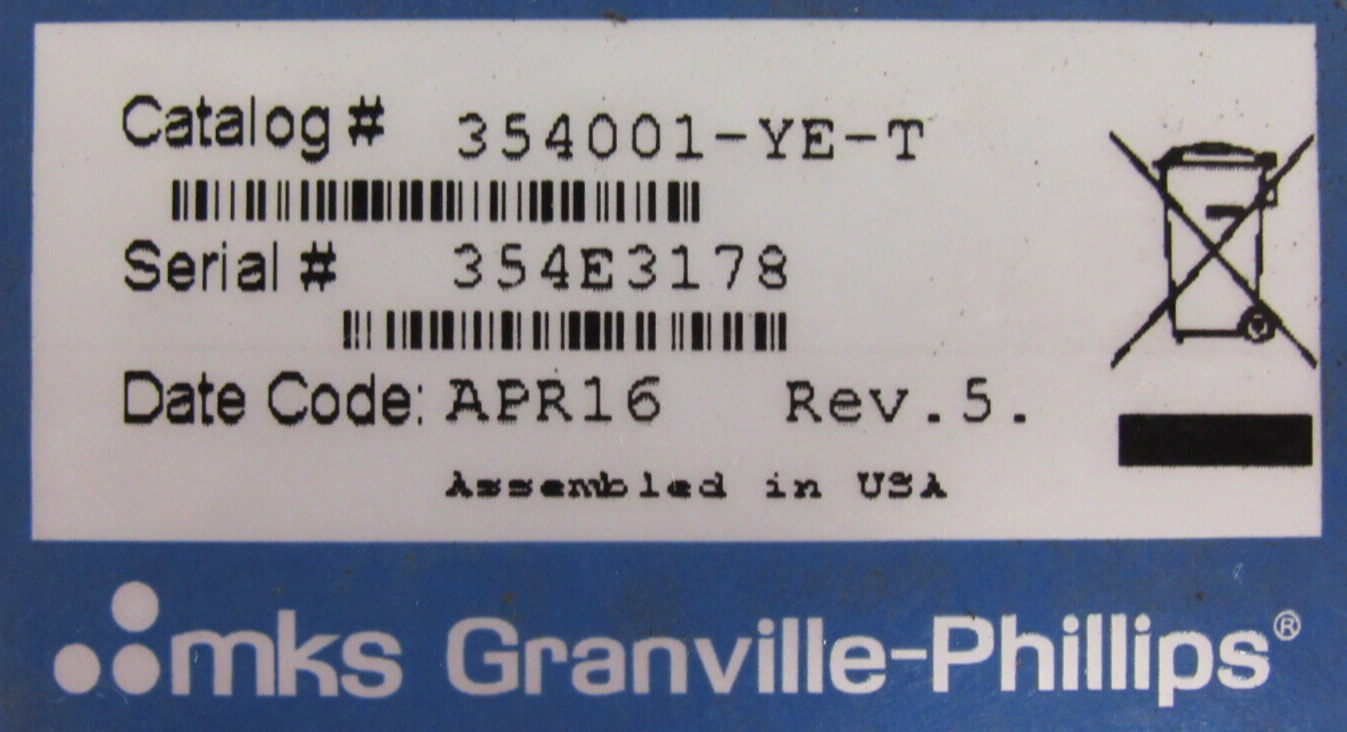 Catalog # 354001-YE-T
Serial # 354E3178
Date Code: APR16 Rev.5.
Assembled in USA
mks Granville-Phillips®